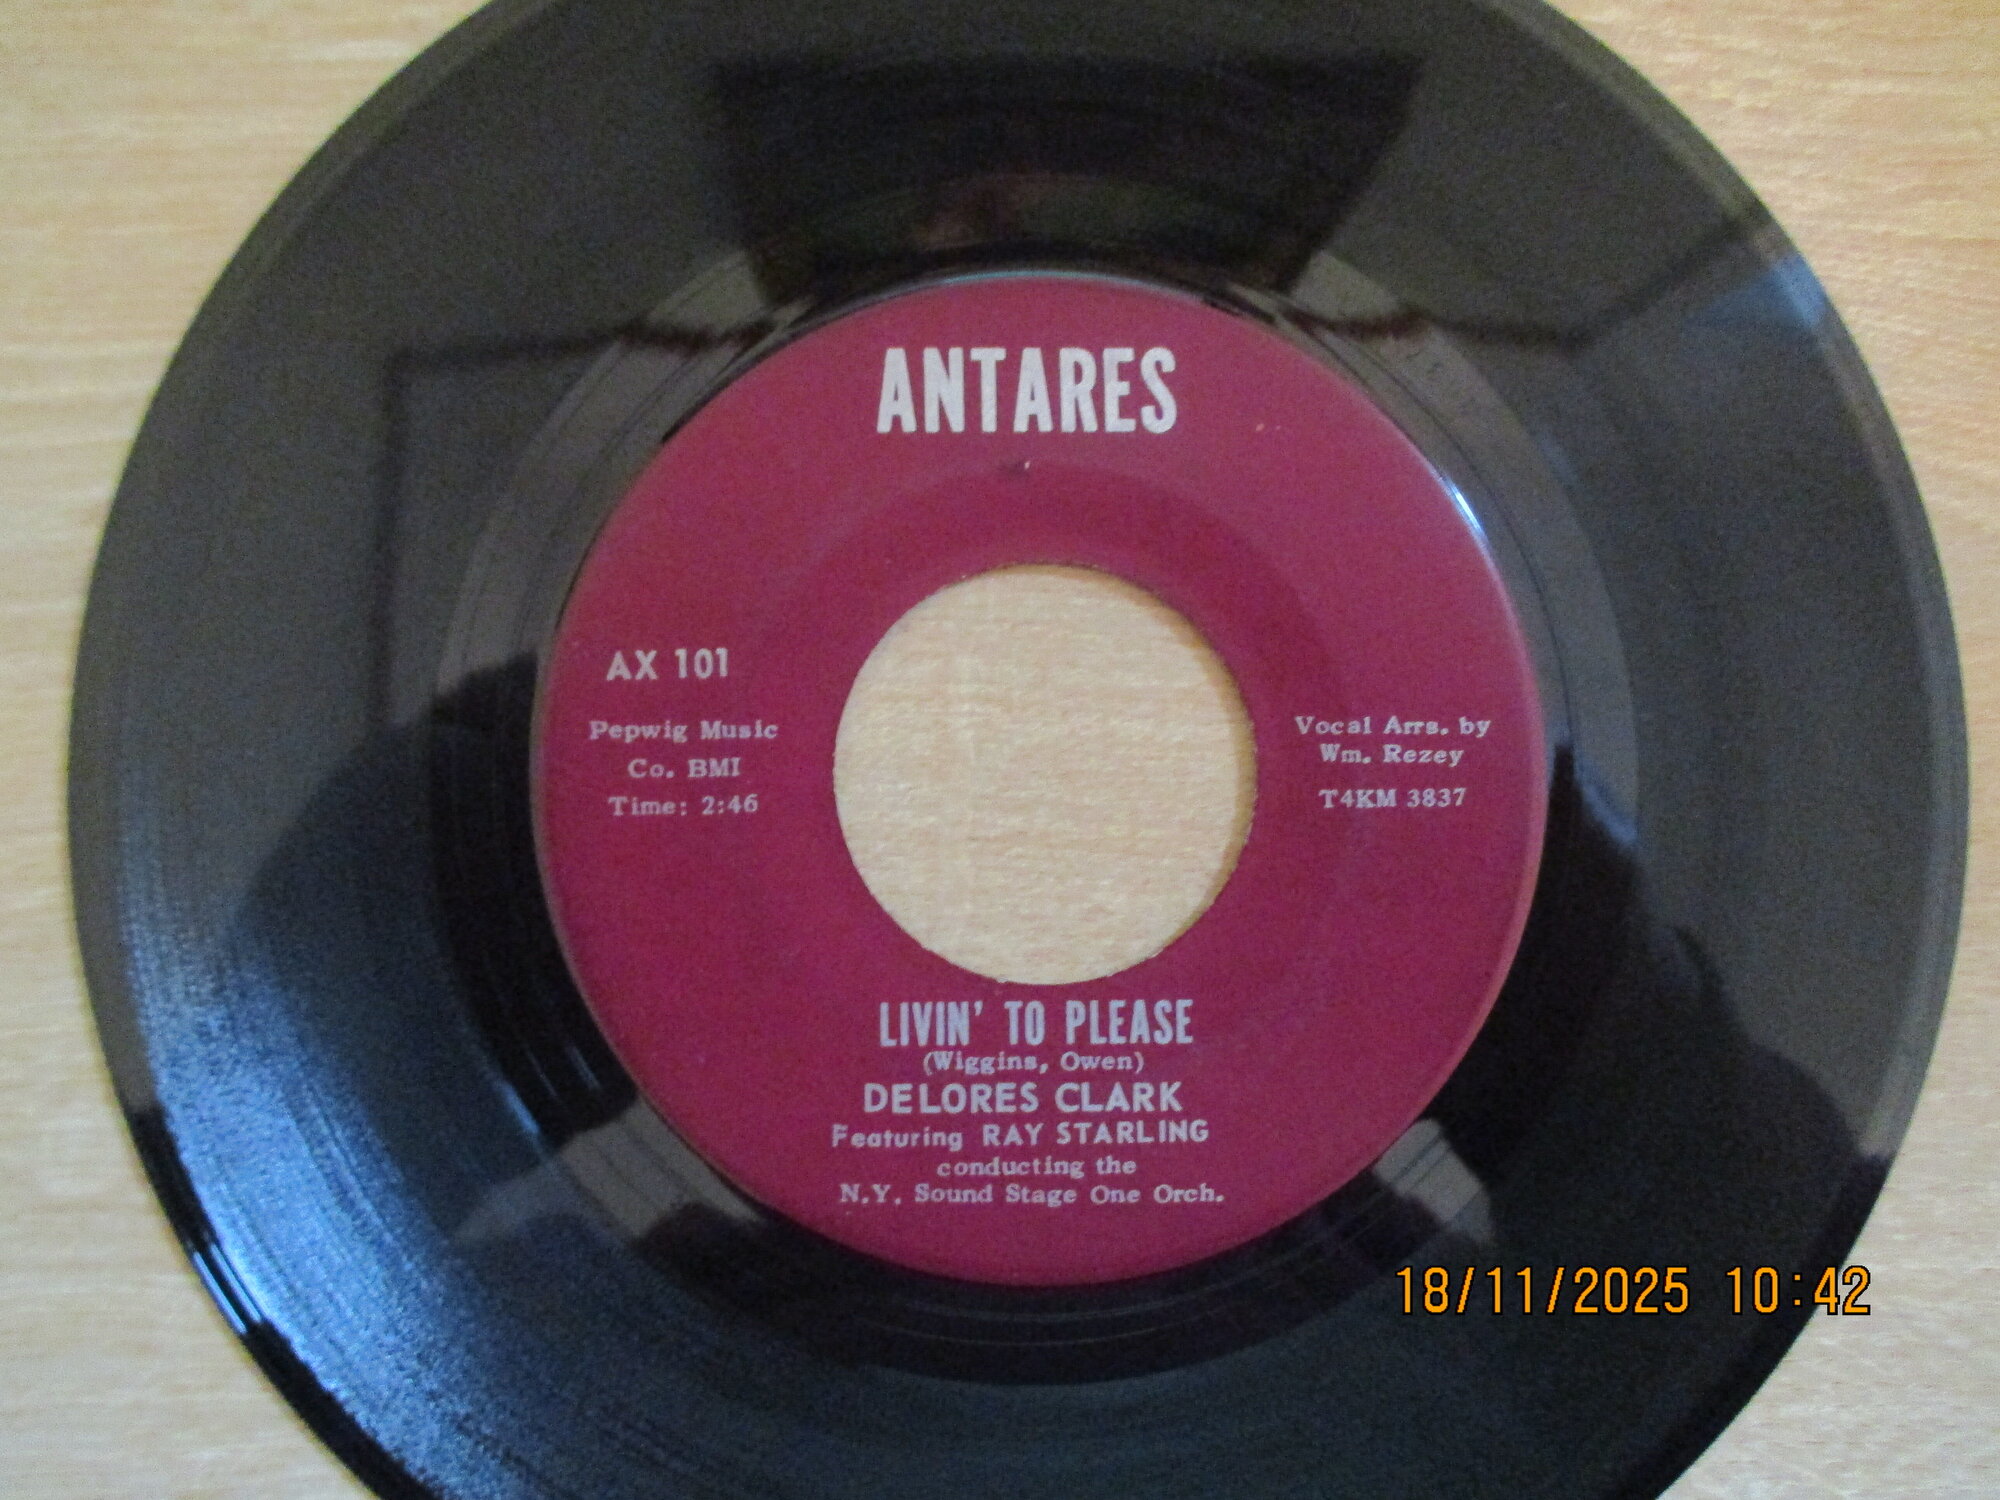 ANTARES
AX 101
Pepwig Music
Co. BMI
Time: 2:46
Vocal Arrs. by
Wm. Rezey
T4KM 3837
LIVIN' TO PLEASE
(Wiggins, Owen)
DELORES CLARK
Featuring RAY STARLING
conducting the
N.Y. Sound Stage One Orch.
18/11/2025 10:42